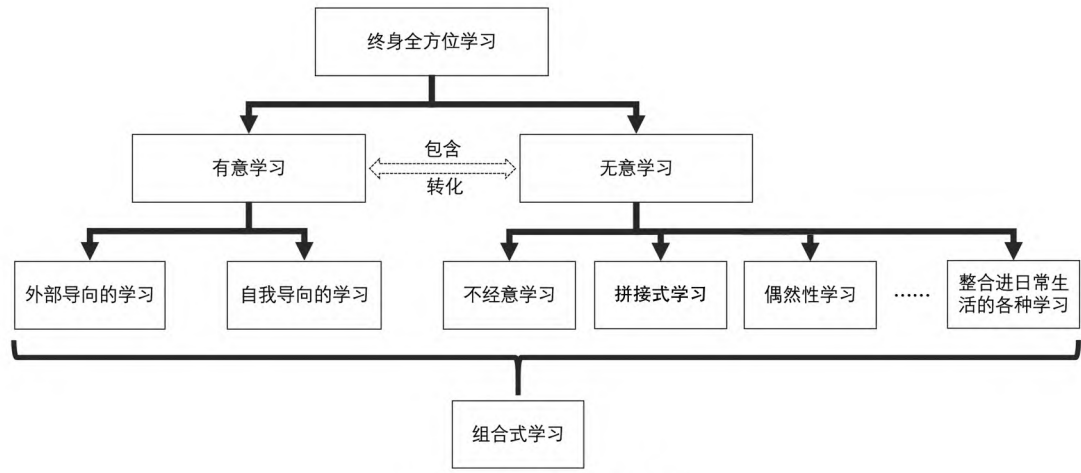 终身全方位学习
有意学习
包含
转化
无意学习
外部导向的学习
自我导向的学习
不经意学习
拼接式学习
偶然性学习
……
整合进日常生
活的各种学习
组合式学习